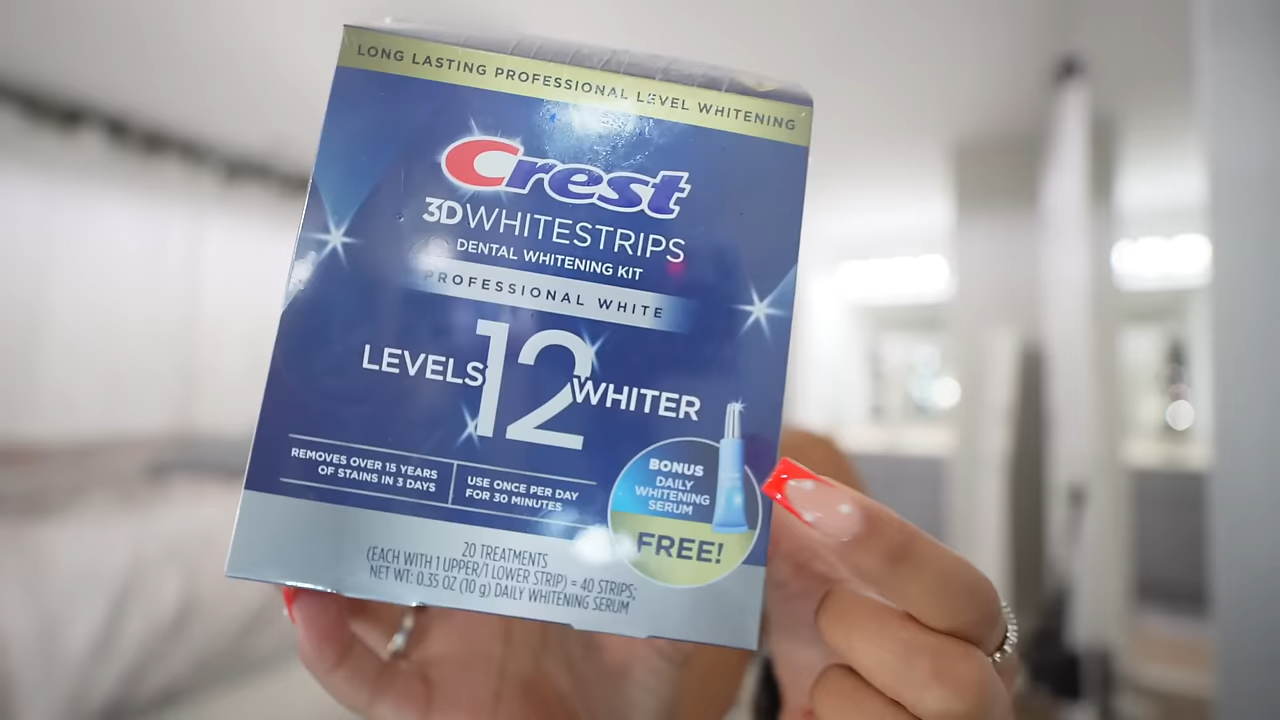 LONG LASTING PROFESSIONAL LEVEL WHITENING
Crest
3DWHITESTRIPS
DENTAL WHITENING KIT
PROFESSIONAL WHITE
LEVELS 12 WHITER
REMOVES OVER 15 YEARS
OF STAINS IN 3 DAYS
USE ONCE PER DAY
FOR 30 MINUTES
BONUS
DAILY
WHITENING
SERUM
FREE!
20 TREATMENTS
(EACH WITH 1 UPPER/1 LOWER STRIP) = 40 STRIPS;
NET WT: 0.35 OZ (10 g) DAILY WHITENING SERUM